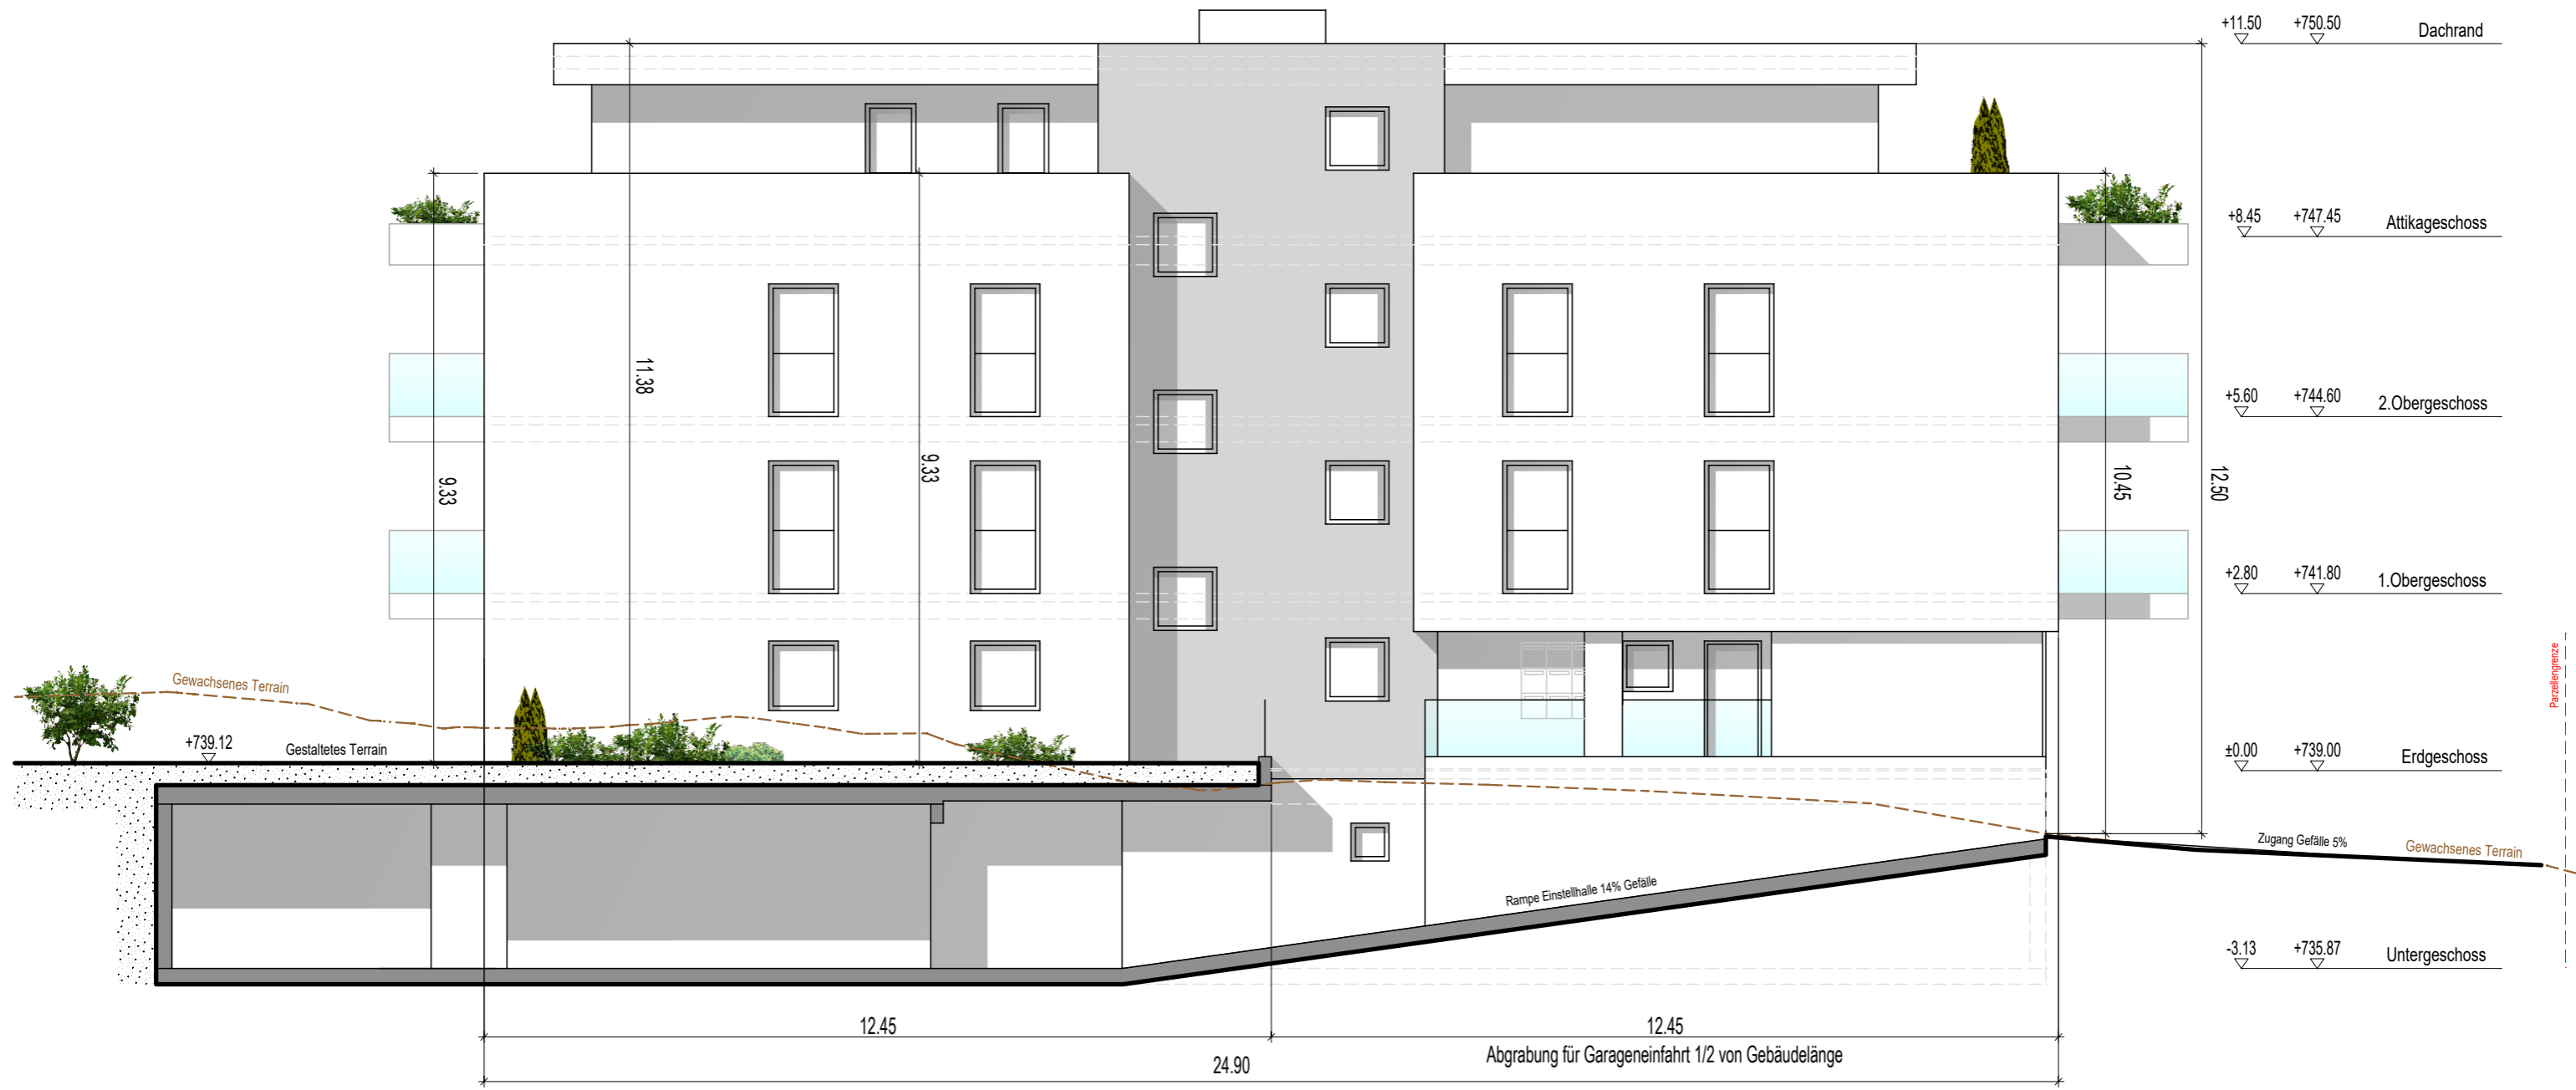 +11.50 +750.50 Dachrand
+8.45 +747.45 Attikageschoss
11.38
+5.60 +744.60 2.Obergeschoss
9.33
9.33
10.45
12.50
+2.80 +741.80 1.Obergeschoss
Parzellengrenze
Gewachsenes Terrain
+739.12
Gestaltetes Terrain
±0.00 +739.00 Erdgeschoss
Zugang Gefälle 5%
Gewachsenes Terrain
Rampe Einstellhalle 14% Gefälle
-3.13 +735.87 Untergeschoss
12.45
12.45
Abgrabung für Garageneinfahrt 1/2 von Gebäudelänge
24.90